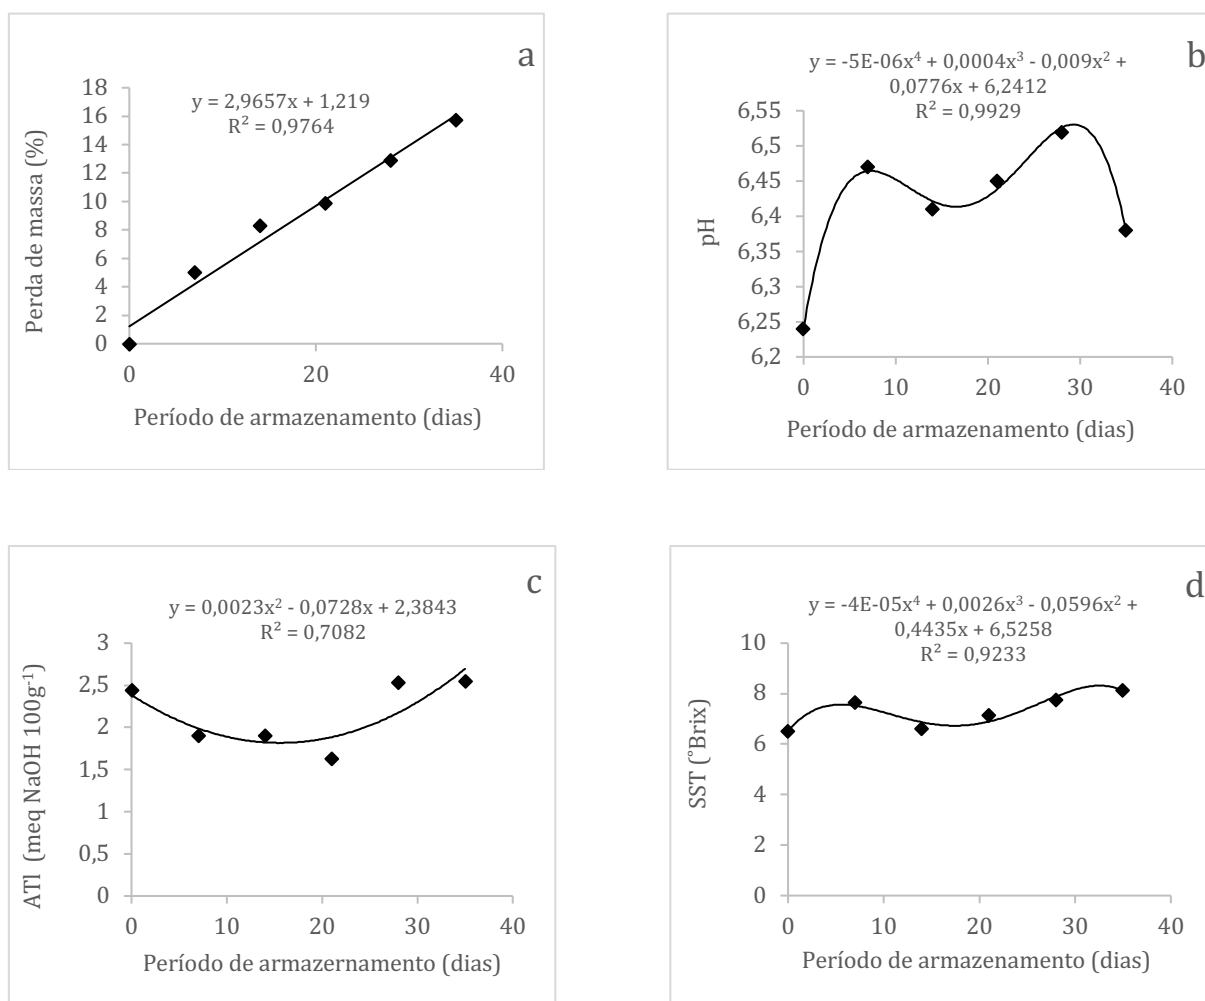 a
y = 2,9657x + 1,219
R² = 0,9764
18
16
14
12
10
8
6
4
2
0
Perda de massa (%)
0 20 40
Período de armazenamento (dias)
b
y = -5E-06x⁴ + 0,0004x³ - 0,009x² +
0,0776x + 6,2412
R² = 0,9929
6,55
6,5
6,45
6,4
6,35
6,3
6,25
6,2
pH
0 10 20 30 40
Período de armazenamento (dias)
c
y = 0,0023x² - 0,0728x + 2,3843
R² = 0,7082
3
2,5
2
1,5
1
0,5
0
ATl (meq NaOH 100g⁻¹)
0 10 20 30 40
Período de armazernamento (dias)
d
y = -4E-05x⁴ + 0,0026x³ - 0,0596x² +
0,4435x + 6,5258
R² = 0,9233
10
8
6
4
2
0
SST (°Brix)
0 10 20 30 40
Período de armazenamento (dias)